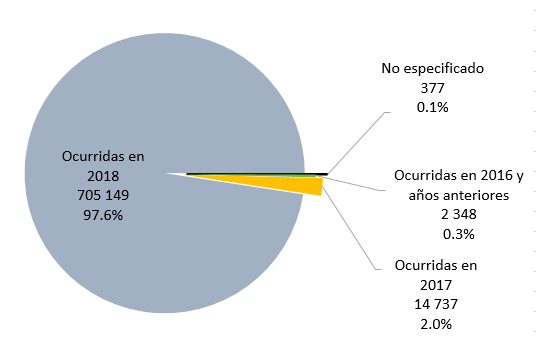 Ocurridas en
2018
705 149
97.6%
No especificado
377
0.1%
Ocurridas en 2016 y
años anteriores
2 348
0.3%
Ocurridas en
2017
14 737
2.0%